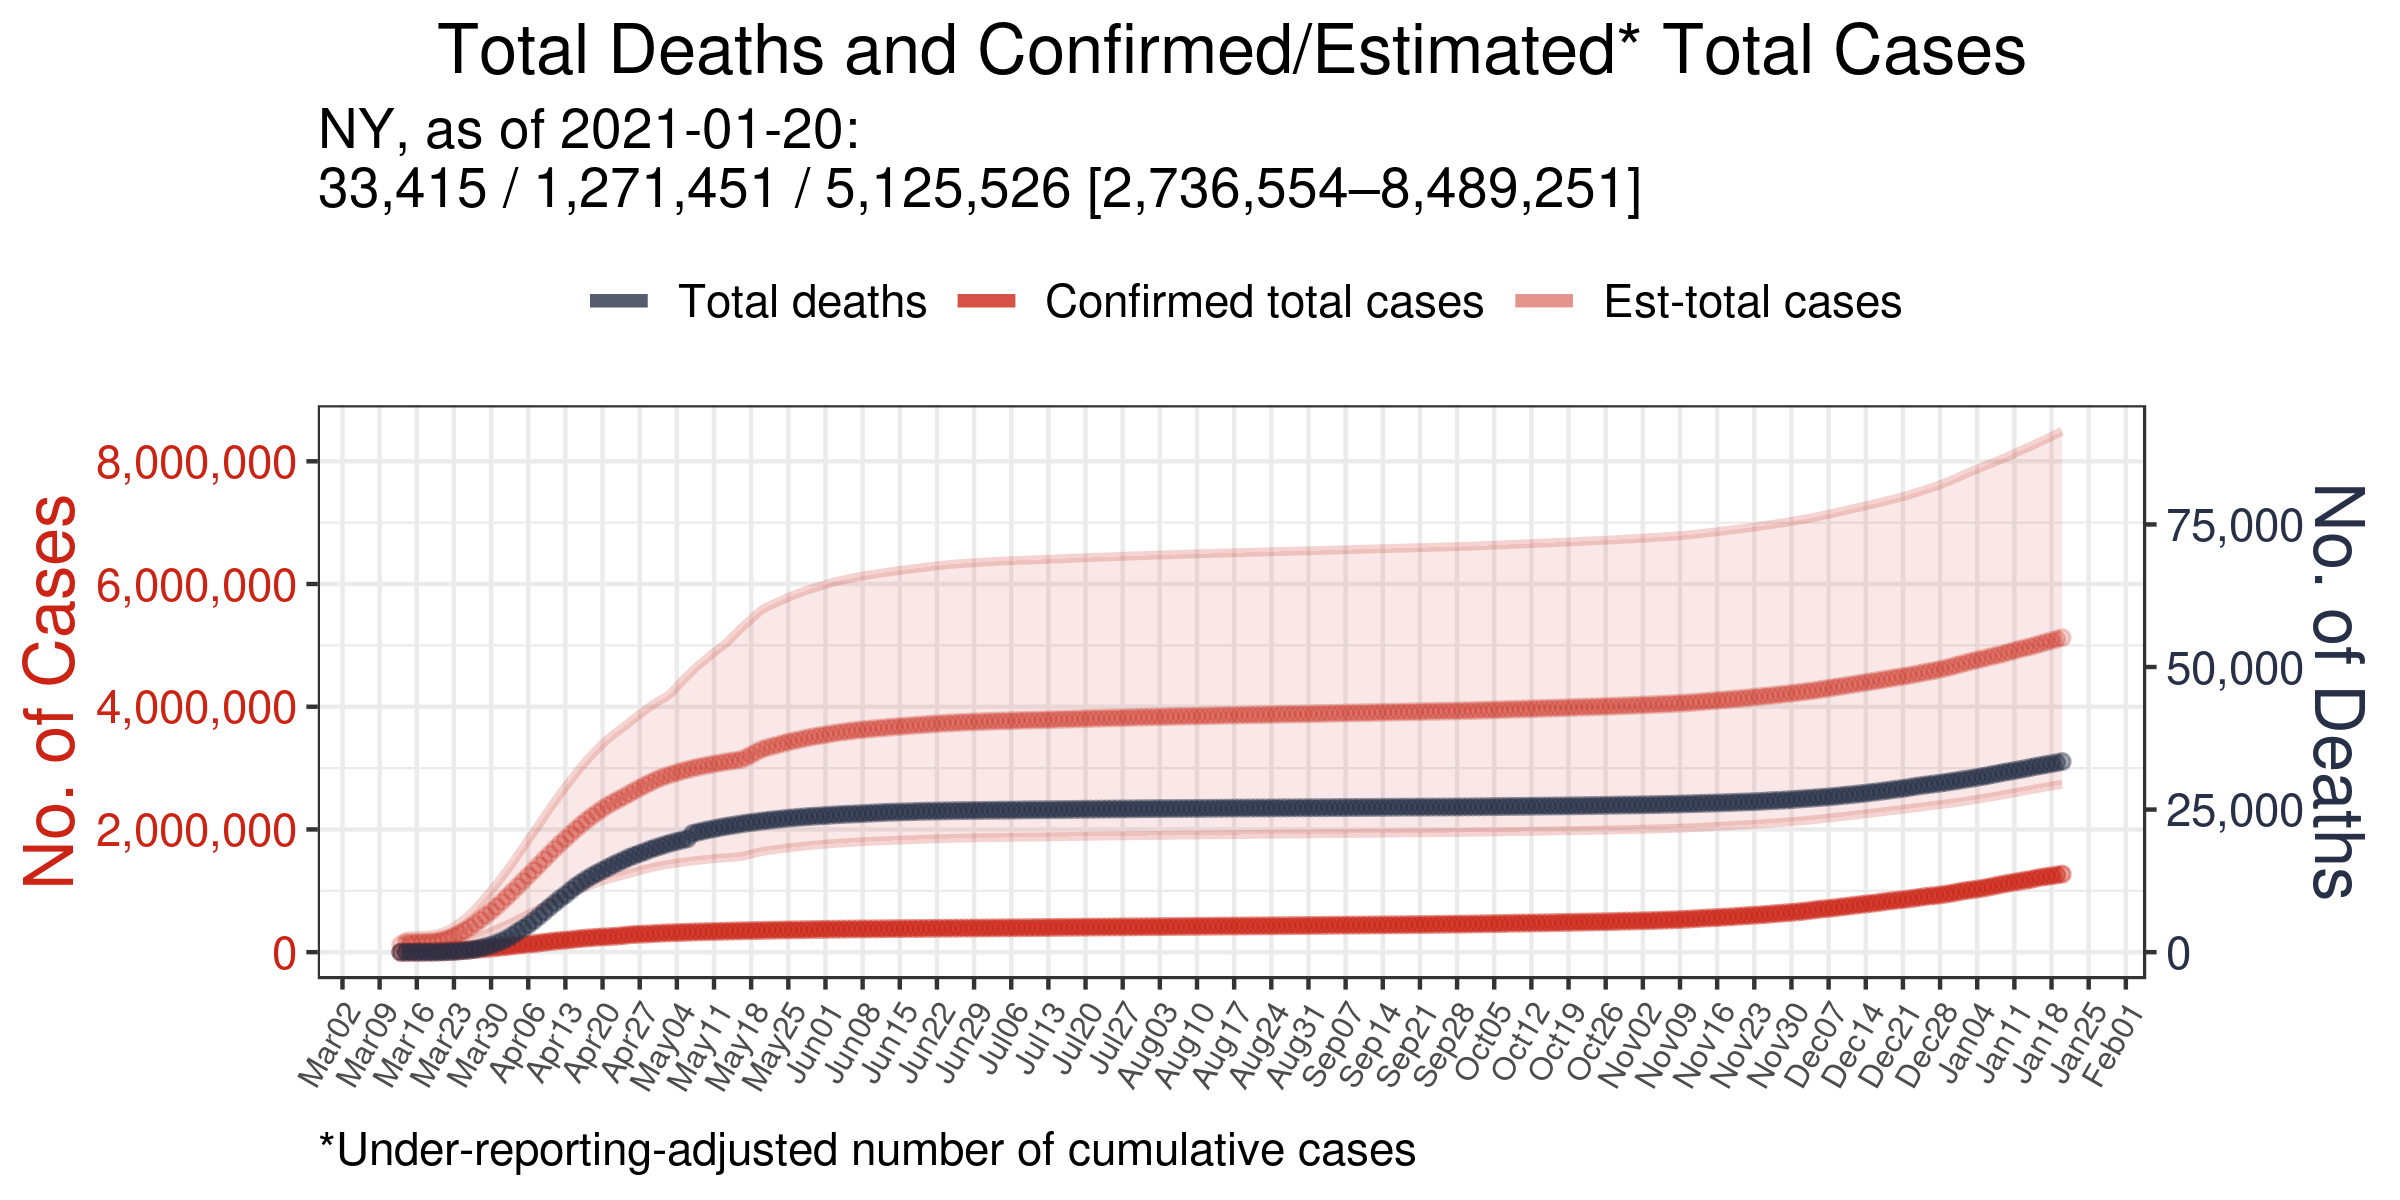 Total Deaths and Confirmed/Estimated* Total Cases
NY, as of 2021-01-20:
33,415 / 1,271,451 / 5,125,526 [2,736,554–8,489,251]
Total deaths
Confirmed total cases
Est-total cases
No. of Cases
8,000,000
6,000,000
4,000,000
2,000,000
0
No. of Deaths
75,000
50,000
25,000
0
Mar02
Mar09
Mar16
Mar23
Mar30
Apr06
Apr13
Apr20
Apr27
May04
May11
May18
May25
Jun01
Jun08
Jun15
Jun22
Jun29
Jul06
Jul13
Jul20
Jul27
Aug03
Aug10
Aug17
Aug24
Aug31
Sep07
Sep14
Sep21
Sep28
Oct05
Oct12
Oct19
Oct26
Nov02
Nov09
Nov16
Nov23
Nov30
Dec07
Dec14
Dec21
Dec28
Jan04
Jan11
Jan18
Jan25
Feb01
*Under-reporting-adjusted number of cumulative cases